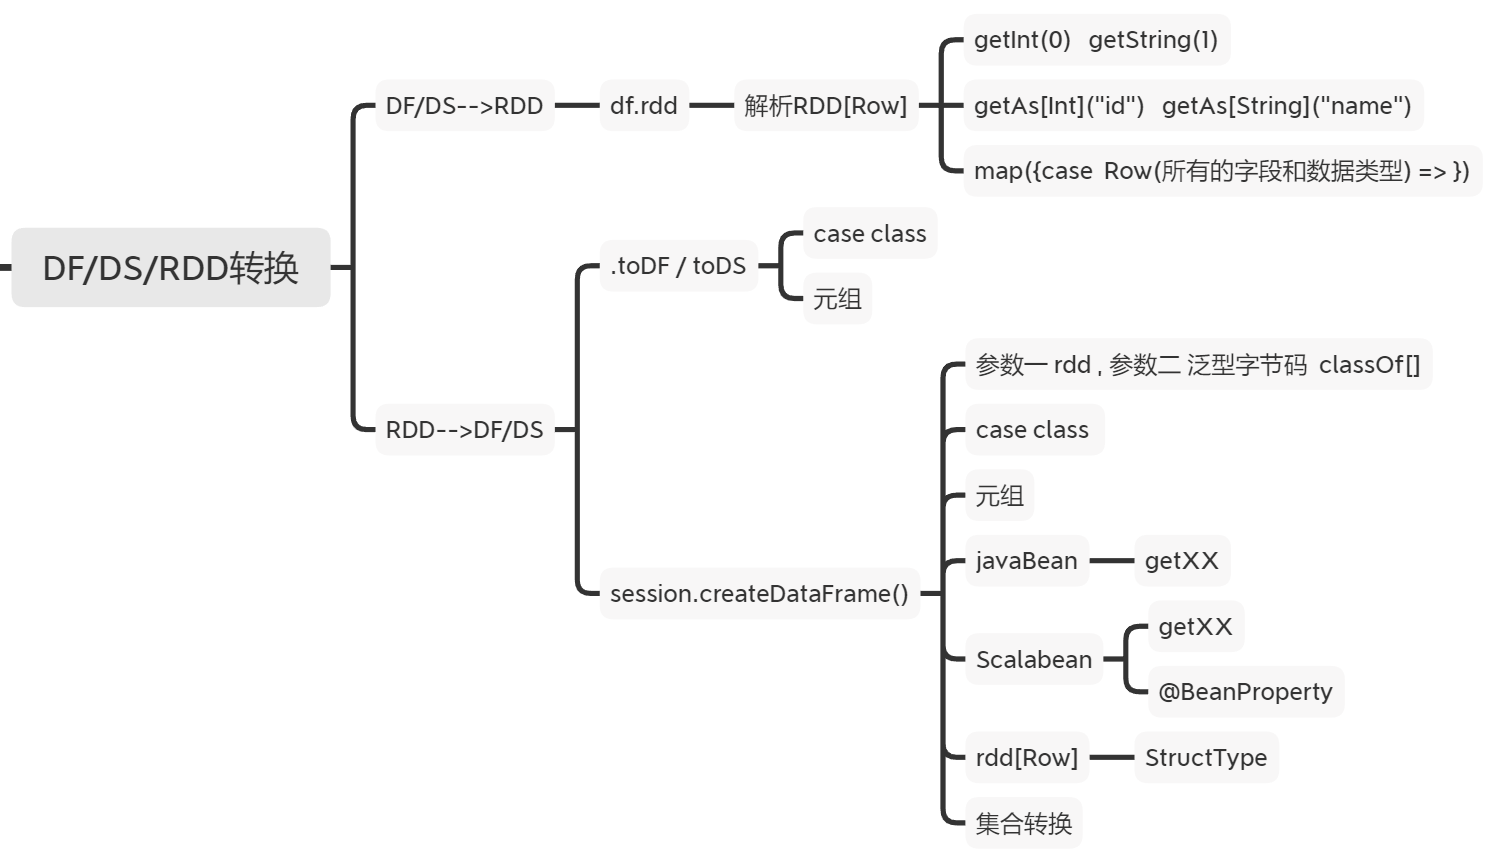 DF/DS/RDD转换
DF/DS-->RDD
df.rdd
解析RDD[Row]
getInt(0)   getString(1)
getAs[Int]("id")   getAs[String]("name")
map({case  Row(所有的字段和数据类型) => })
RDD-->DF/DS
.toDF / toDS
case class
元组
session.createDataFrame()
参数一 rdd , 参数二 泛型字节码  classOf[]
case class
元组
javaBean
getXX
Scalabean
getXX
@BeanProperty
rdd[Row]
StructType
集合转换